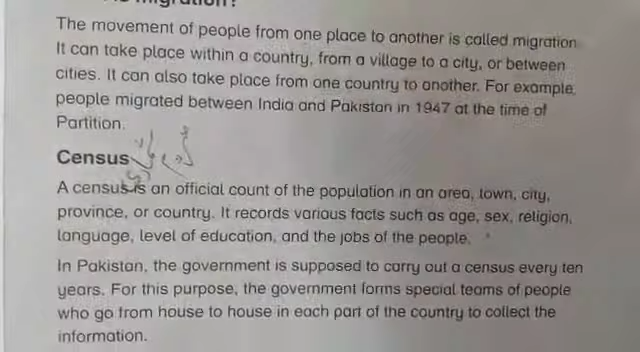 The movement of people from one place to another is called migration
It can take place within a country, from a village to a city, or between
cities. It can also take place from one country to another. For example,
people migrated between India and Pakistan in 1947 at the time of
Partition.
Census
A census is an official count of the population in an area, town, city,
province, or country. It records various facts such as age, sex, religion,
language, level of education, and the jobs of the people.
In Pakistan, the government is supposed to carry out a census every ten
years. For this purpose, the government forms special teams of people
who go from house to house in each part of the country to collect the
information.